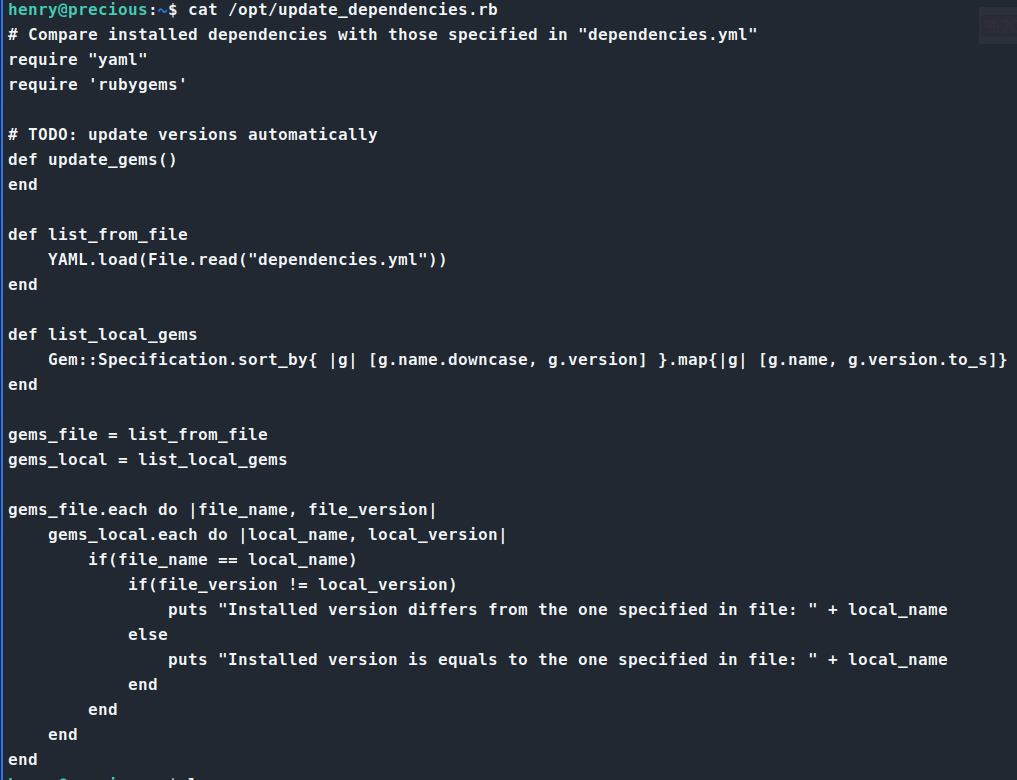 henry@precious:~$ cat /opt/update_dependencies.rb
# Compare installed dependencies with those specified in "dependencies.yml"
require "yaml"
require 'rubygems'

# TODO: update versions automatically
def update_gems()
end

def list_from_file
    YAML.load(File.read("dependencies.yml"))
end

def list_local_gems
    Gem::Specification.sort_by{ |g| [g.name.downcase, g.version] }.map{|g| [g.name, g.version.to_s]}
end

gems_file = list_from_file
gems_local = list_local_gems

gems_file.each do |file_name, file_version|
    gems_local.each do |local_name, local_version|
        if(file_name == local_name)
            if(file_version != local_version)
                puts "Installed version differs from the one specified in file: " + local_name
            else
                puts "Installed version is equals to the one specified in file: " + local_name
            end
        end
    end
end